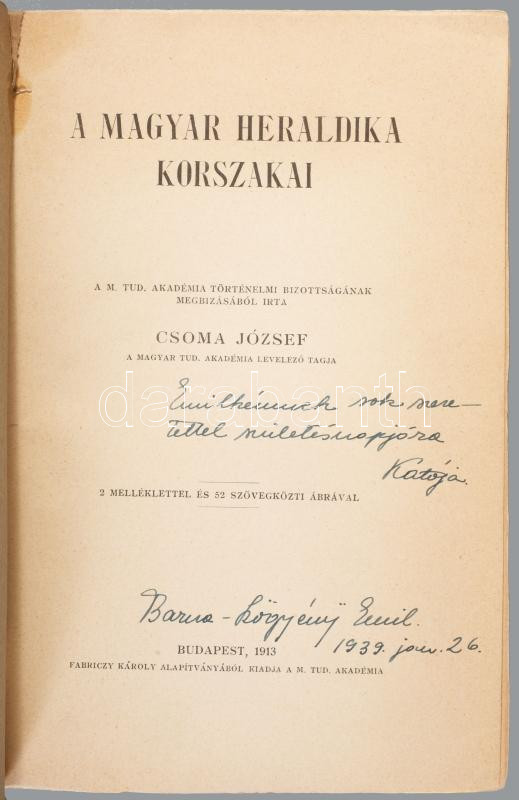 A MAGYAR HERALDIKA
KORSZAKAI
A M. TUD. AKADÉMIA TÖRTÉNELMI BIZOTTSÁGÁNAK
MEGBIZÁSÁBÓL IRTA
CSOMA JÓZSEF
A MAGYAR TUD. AKADÉMIA LEVELEZŐ TAGJA
darabanth
Emilkémnek sok szere-
tettel születésnapjára
Katója.
2 MELLÉKLETTEL ÉS 52 SZÖVEGKÖZTI ÁBRÁVAL
Barna - Emil.
1939. jan. 26.
BUDAPEST, 1913
FABRICZY KÁROLY ALAPÍTVÁNYÁBÓL KIADJA A M. TUD. AKADÉMIA